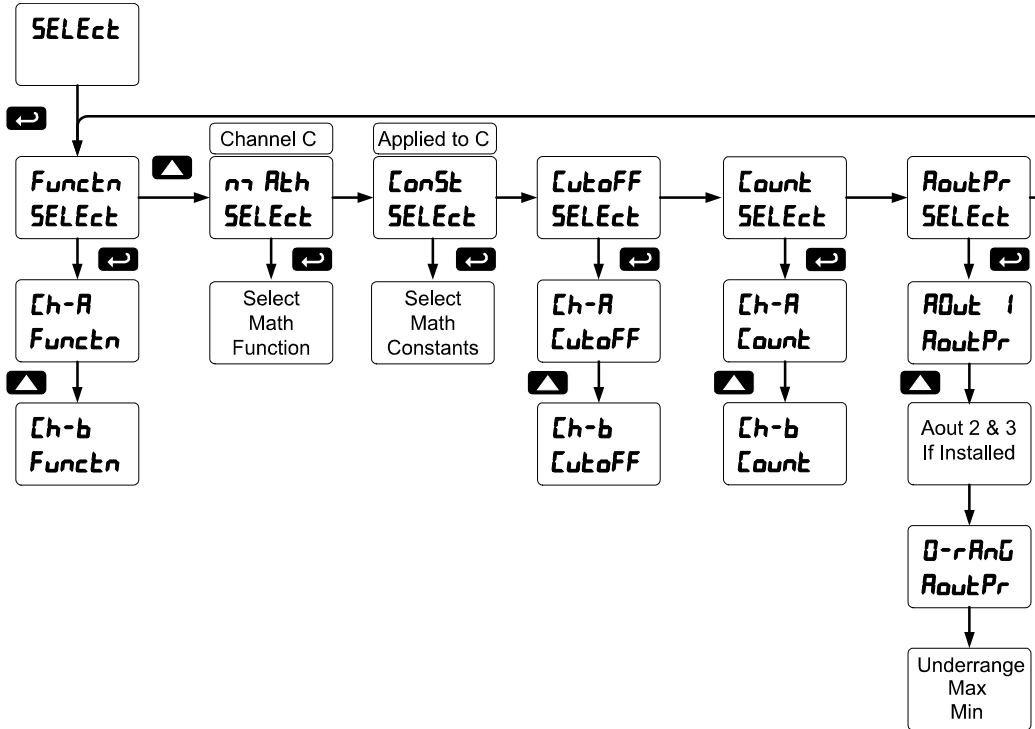 SELEct
Functn
SELEct
Ch-A
Functn
Ch-b
Functn
Channel C
mAth
SELEct
Select
Math
Function
Applied to C
ConSt
SELEct
Select
Math
Constants
CutoFF
SELEct
Ch-A
CutoFF
Ch-b
CutoFF
Count
SELEct
Ch-A
Count
Ch-b
Count
AoutPr
SELEct
AOut 1
AoutPr
Aout 2 & 3
If Installed
O-rAnG
AoutPr
Underrange
Max
Min